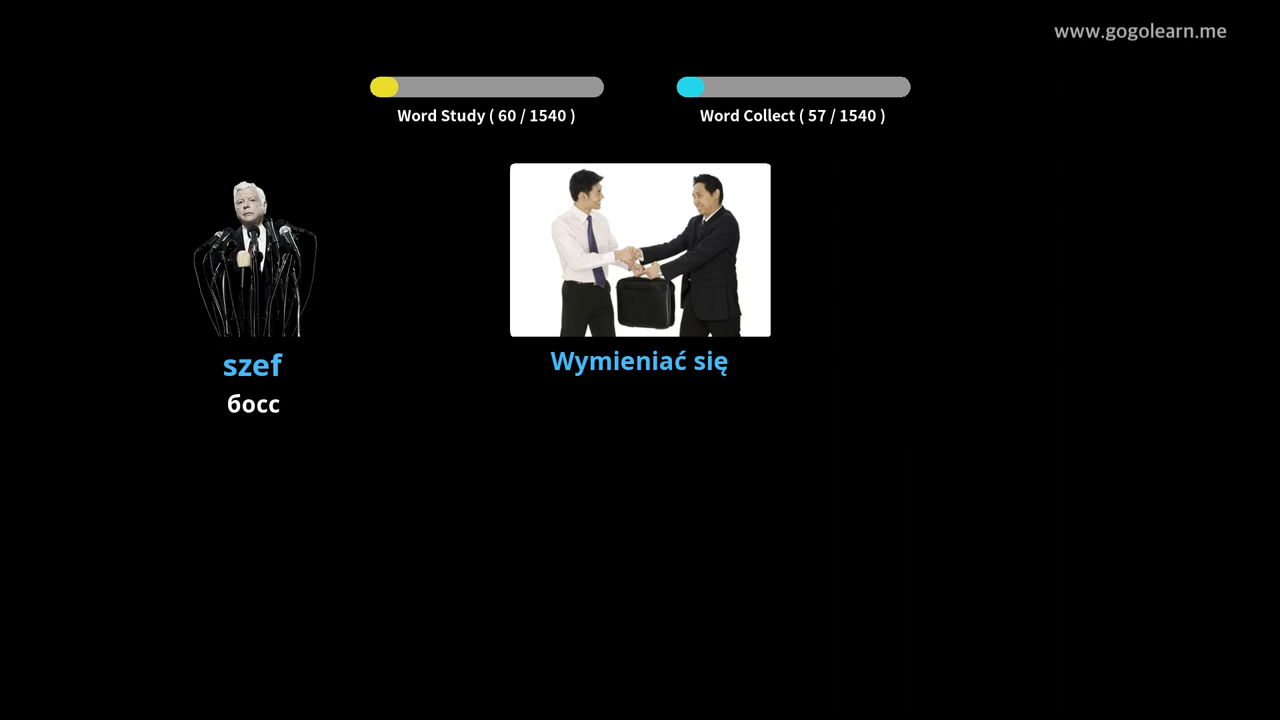 www.gogolearn.me
Word Study ( 60 / 1540 )
Word Collect ( 57 / 1540 )
szef
босс
Wymieniać się